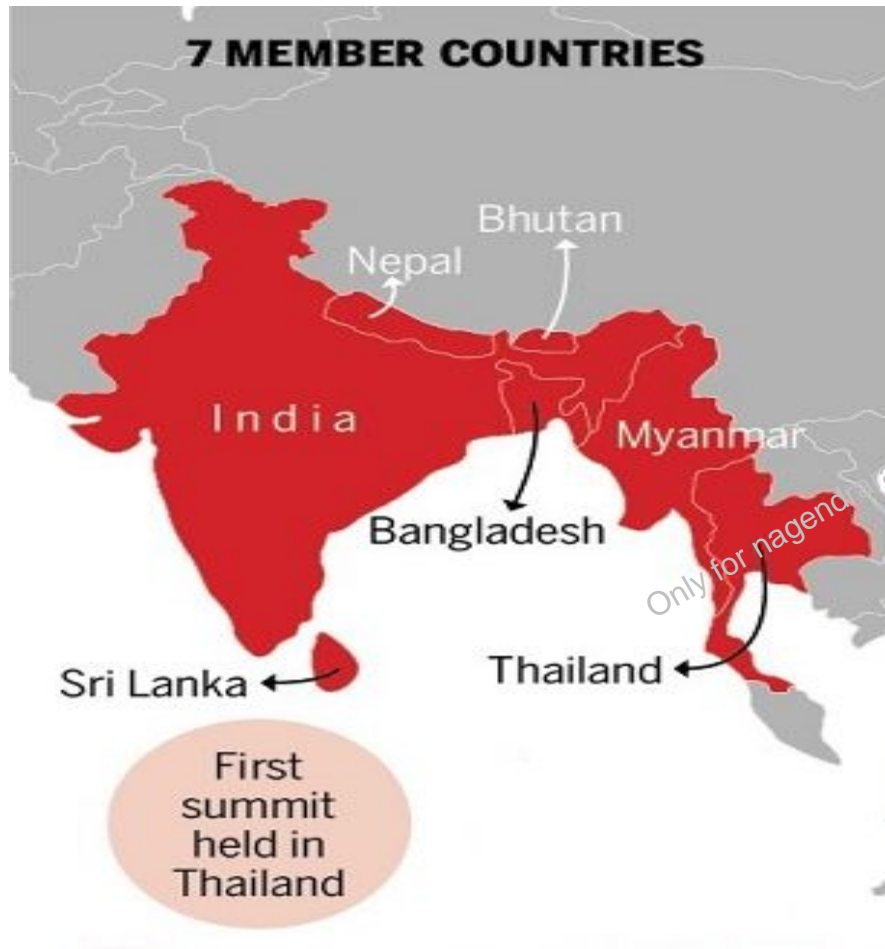 7 MEMBER COUNTRIES
Bhutan
Nepal
India
Myanmar
Bangladesh
Only for nagend
Sri Lanka
Thailand
First
summit
held in
Thailand